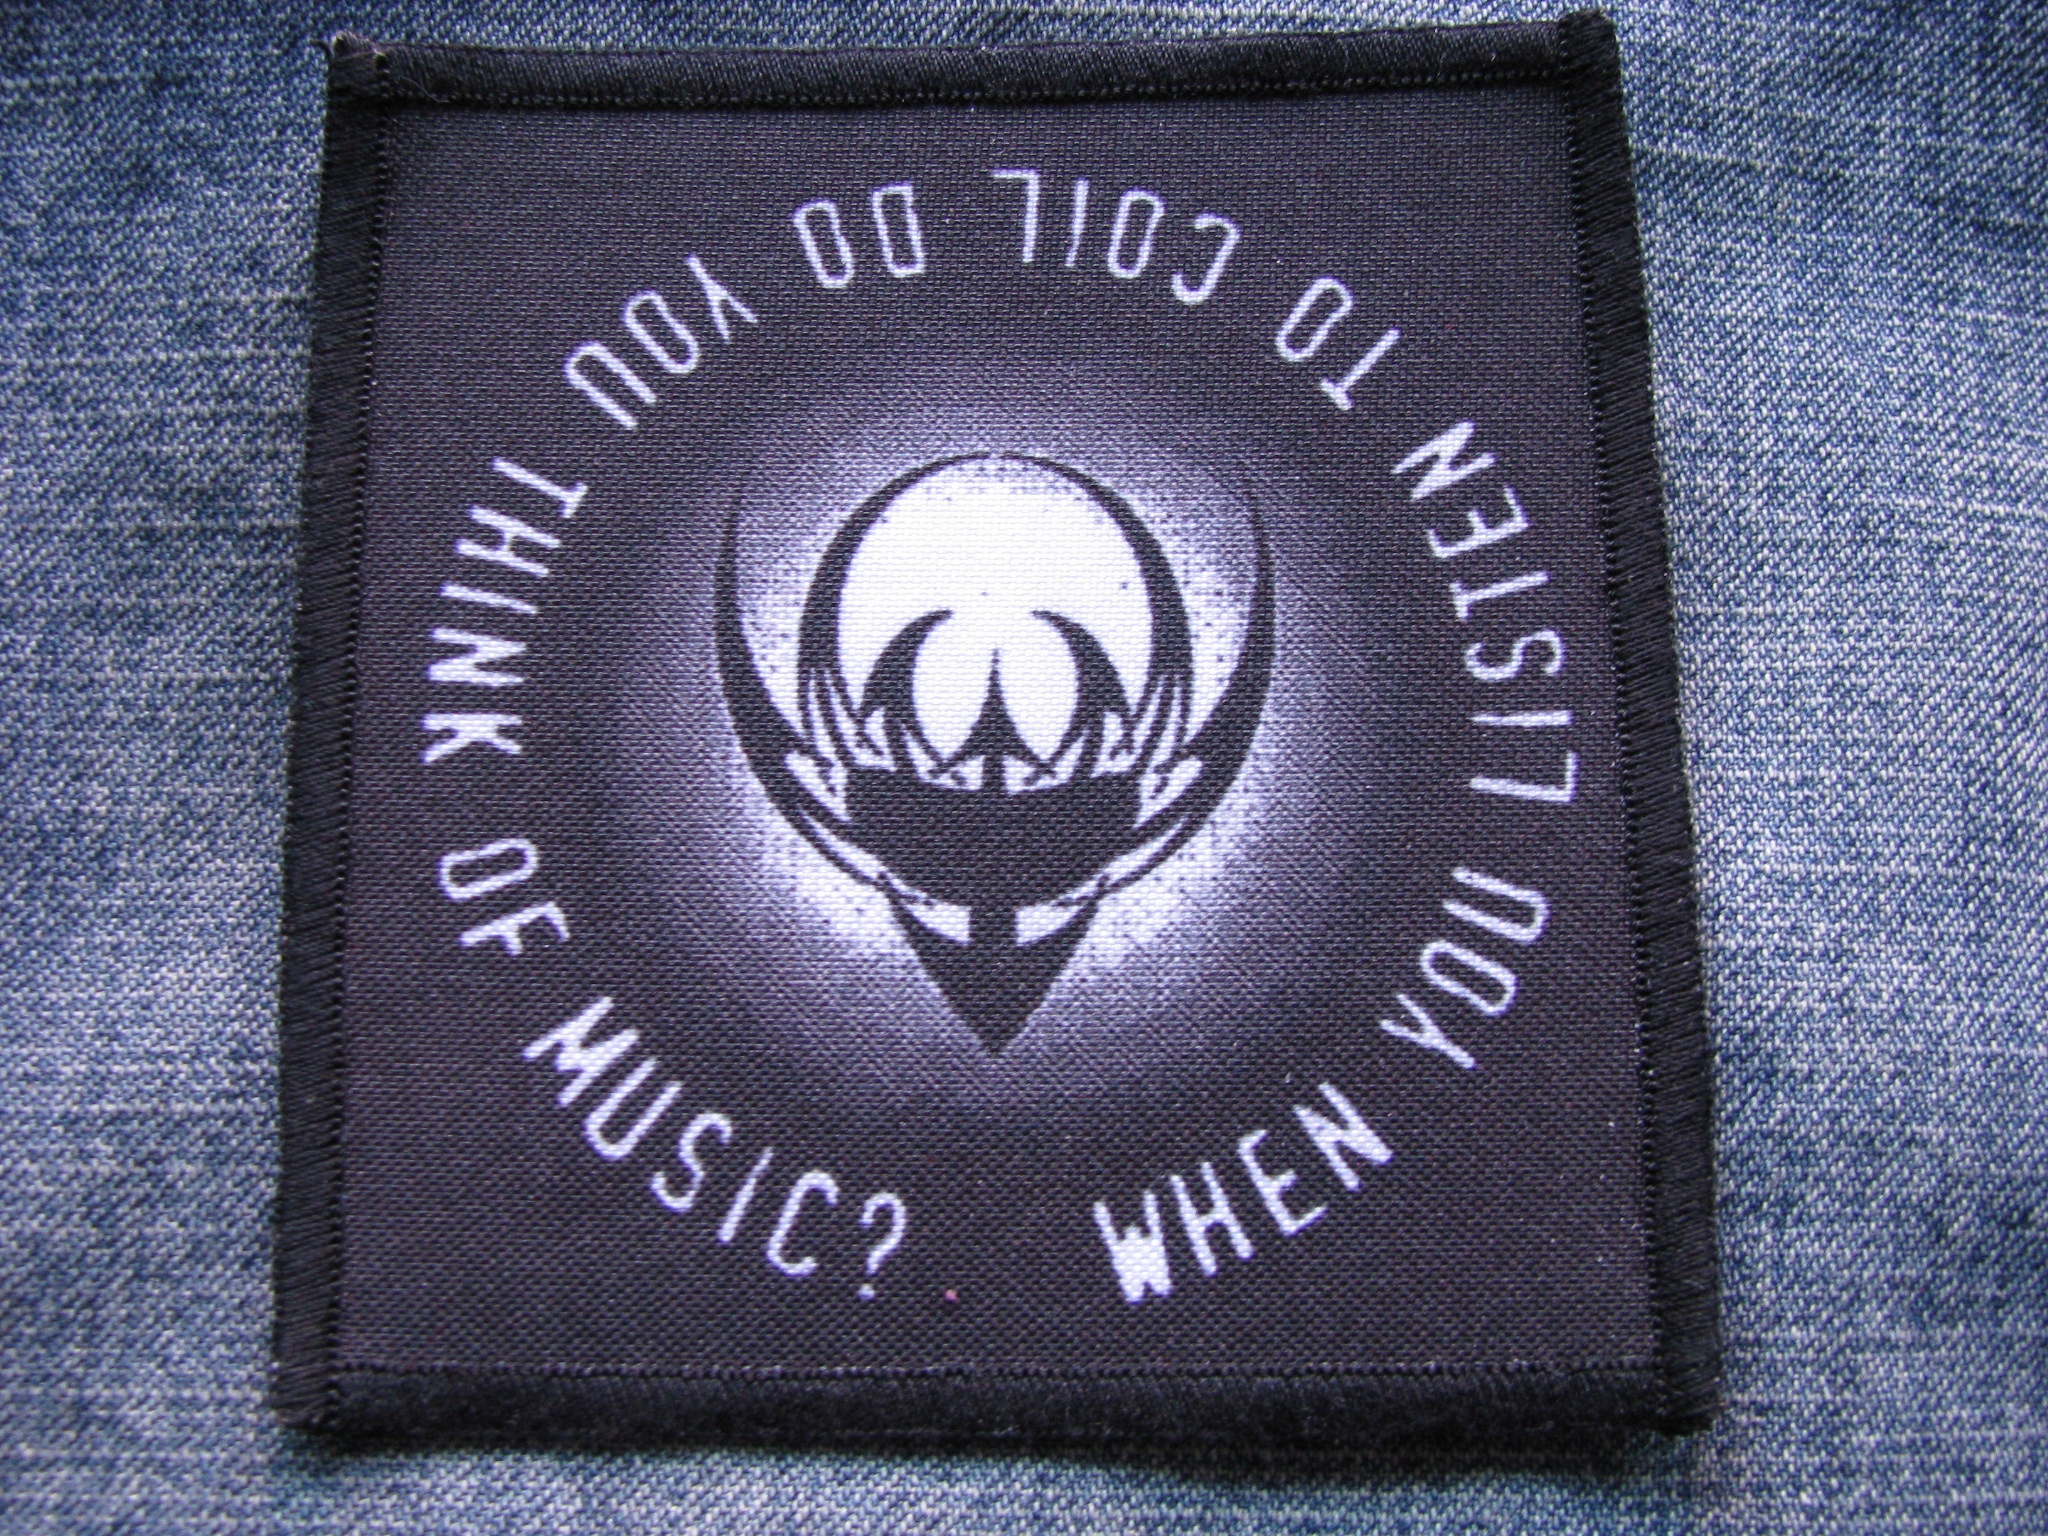 WHEN YOU LISTEN TO COIL DO YOU THINK OF MUSIC?